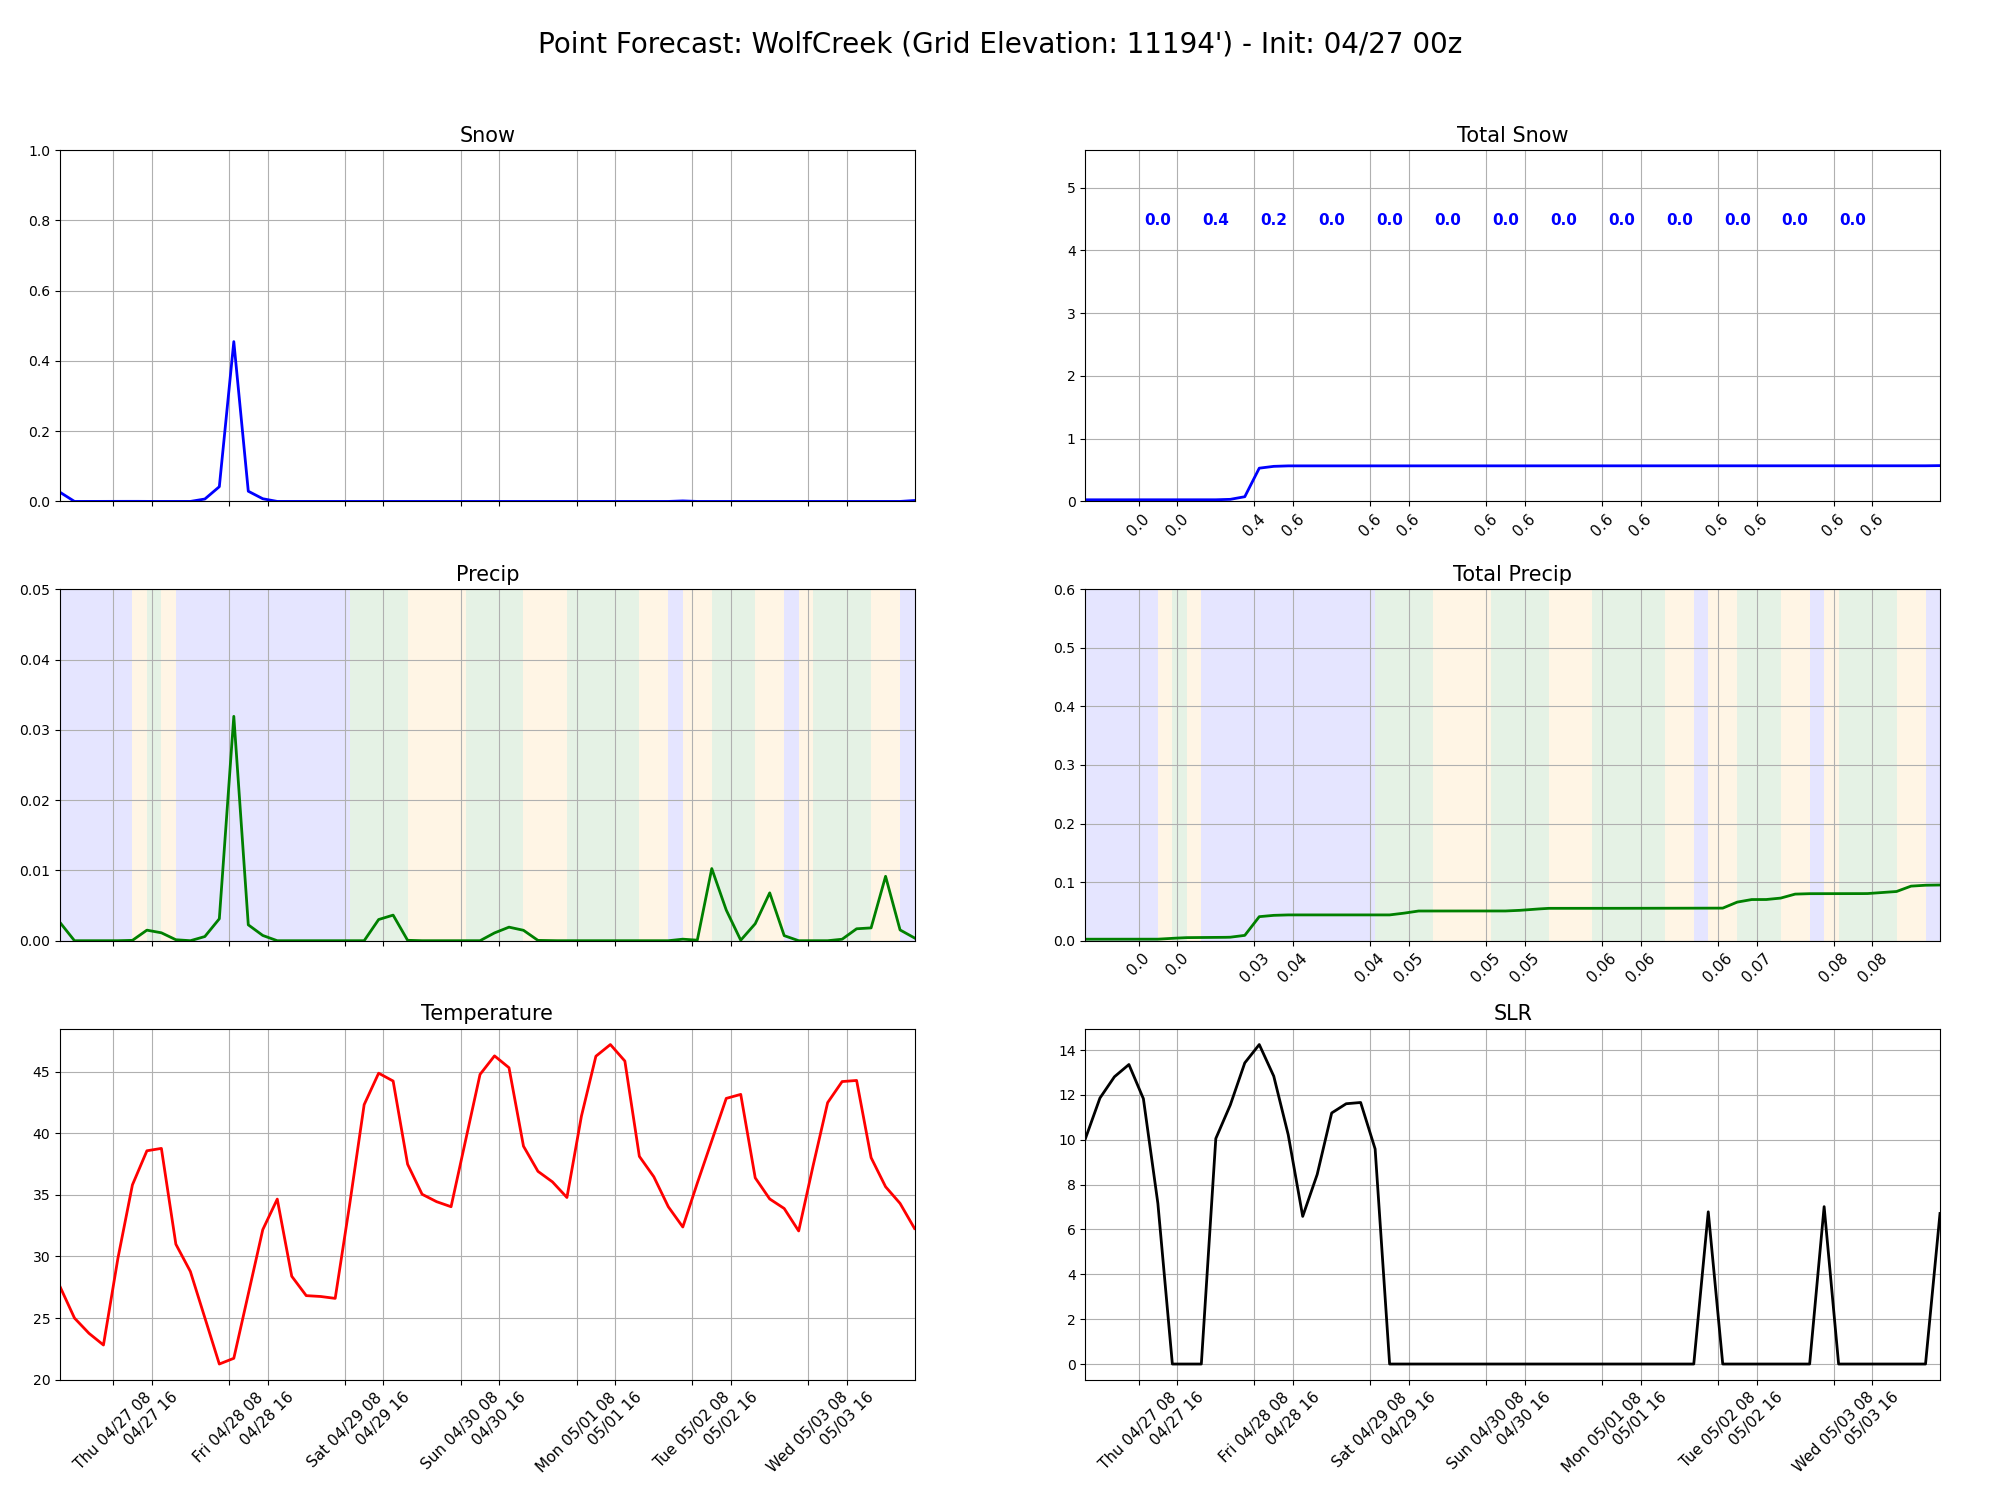 Point Forecast: WolfCreek (Grid Elevation: 11194') - Init: 04/27 00z
Snow
1.0
0.8
0.6
0.4
0.2
0.0
Total Snow
5
4
3
2
1
0
0.0 0.4 0.2 0.0 0.0 0.0 0.0 0.0 0.0 0.0 0.0 0.0 0.0
0.0 0.0 0.4 0.6 0.6 0.6 0.6 0.6 0.6 0.6 0.6 0.6 0.6 0.6
Precip
0.05
0.04
0.03
0.02
0.01
0.00
Total Precip
0.6
0.5
0.4
0.3
0.2
0.1
0.0
0.0 0.0 0.03 0.04 0.04 0.05 0.05 0.05 0.06 0.06 0.06 0.07 0.08 0.08
Temperature
45
40
35
30
25
20
Thu 04/27 08
04/27 16
Fri 04/28 08
04/28 16
Sat 04/29 08
04/29 16
Sun 04/30 08
04/30 16
Mon 05/01 08
05/01 16
Tue 05/02 08
05/02 16
Wed 05/03 08
05/03 16
SLR
14
12
10
8
6
4
2
0
Thu 04/27 08
04/27 16
Fri 04/28 08
04/28 16
Sat 04/29 08
04/29 16
Sun 04/30 08
04/30 16
Mon 05/01 08
05/01 16
Tue 05/02 08
05/02 16
Wed 05/03 08
05/03 16